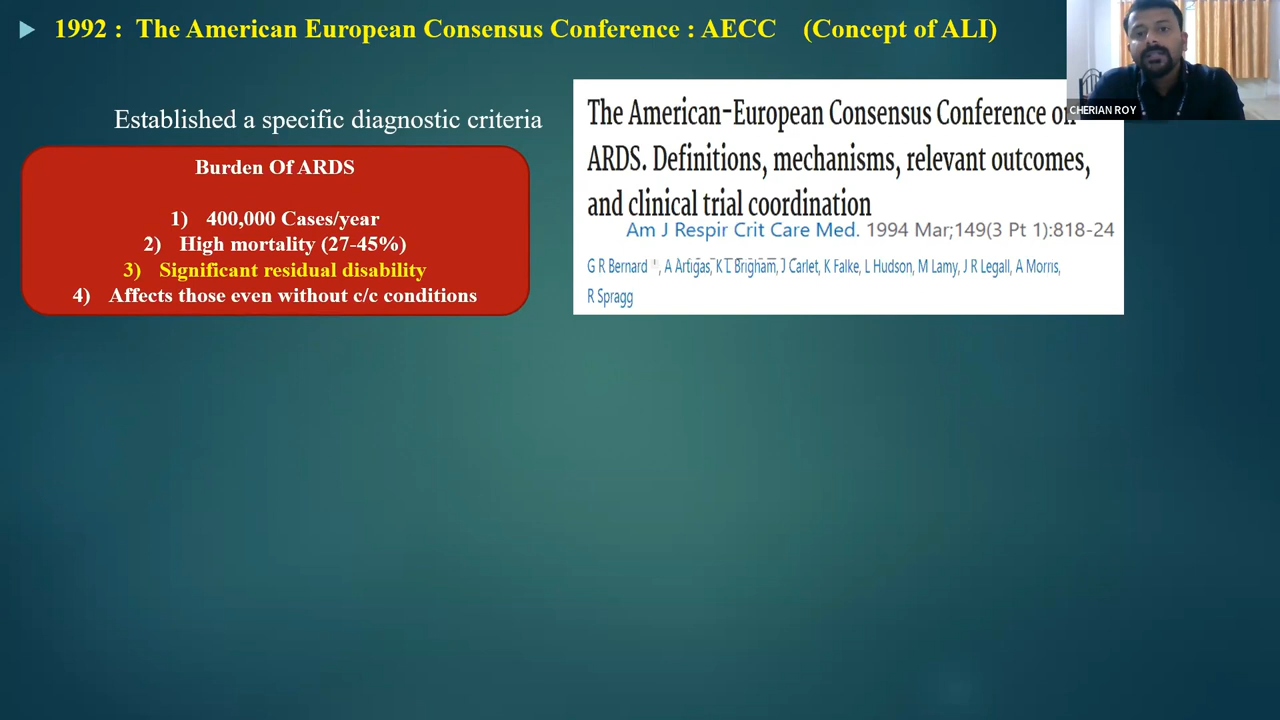 1992 : The American European Consensus Conference : AECC (Concept of ALI)
CHERIAN ROY
Established a specific diagnostic criteria
Burden Of ARDS
1) 400,000 Cases/year
2) High mortality (27-45%)
3) Significant residual disability
4) Affects those even without c/c conditions
The American-European Consensus Conference on
ARDS. Definitions, mechanisms, relevant outcomes,
and clinical trial coordination
Am J Respir Crit Care Med. 1994 Mar;149(3 Pt 1):818-24
G R Bernard, A Artigas, K L Brigham, J Carlet, K Falke, L Hudson, M Lamy, J R Legall, A Morris,
R Spragg